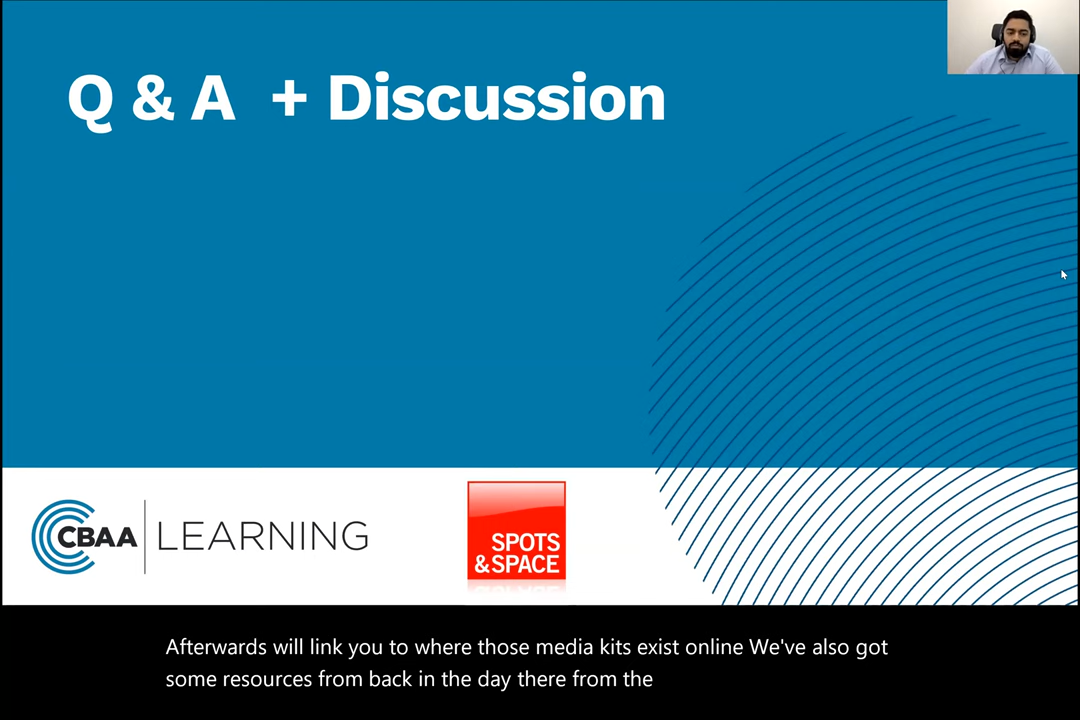 Q & A + Discussion
CBAA LEARNING
SPOTS
& SPACE
Afterwards will link you to where those media kits exist online We've also got
some resources from back in the day there from the